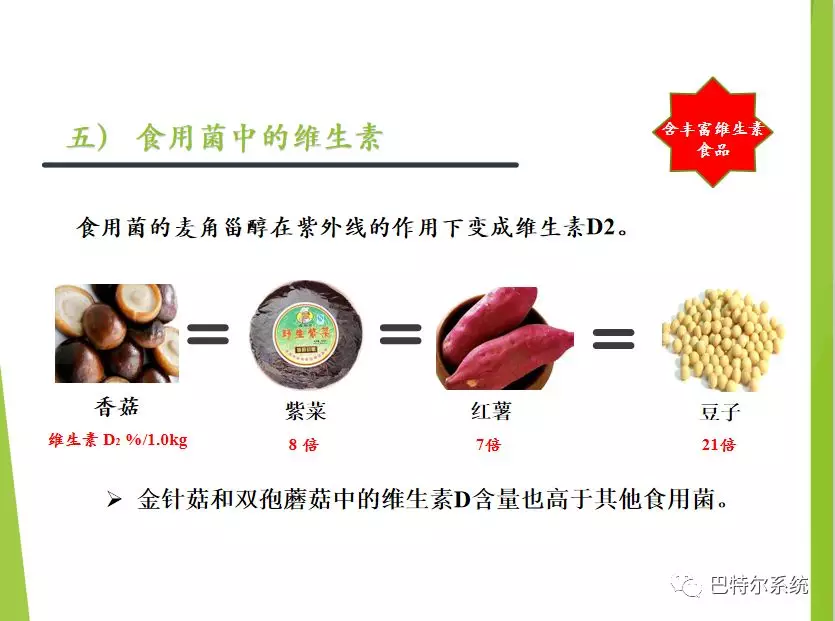 五） 食用菌中的维生素
含丰富维生素
食品
食用菌的麦角甾醇在紫外线的作用下变成维生素D2。
野生紫菜
香菇
紫菜
红薯
豆子
维生素 D2 %/1.0kg
8 倍
7倍
21倍
➢ 金针菇和双孢蘑菇中的维生素D含量也高于其他食用菌。
巴特尔系统